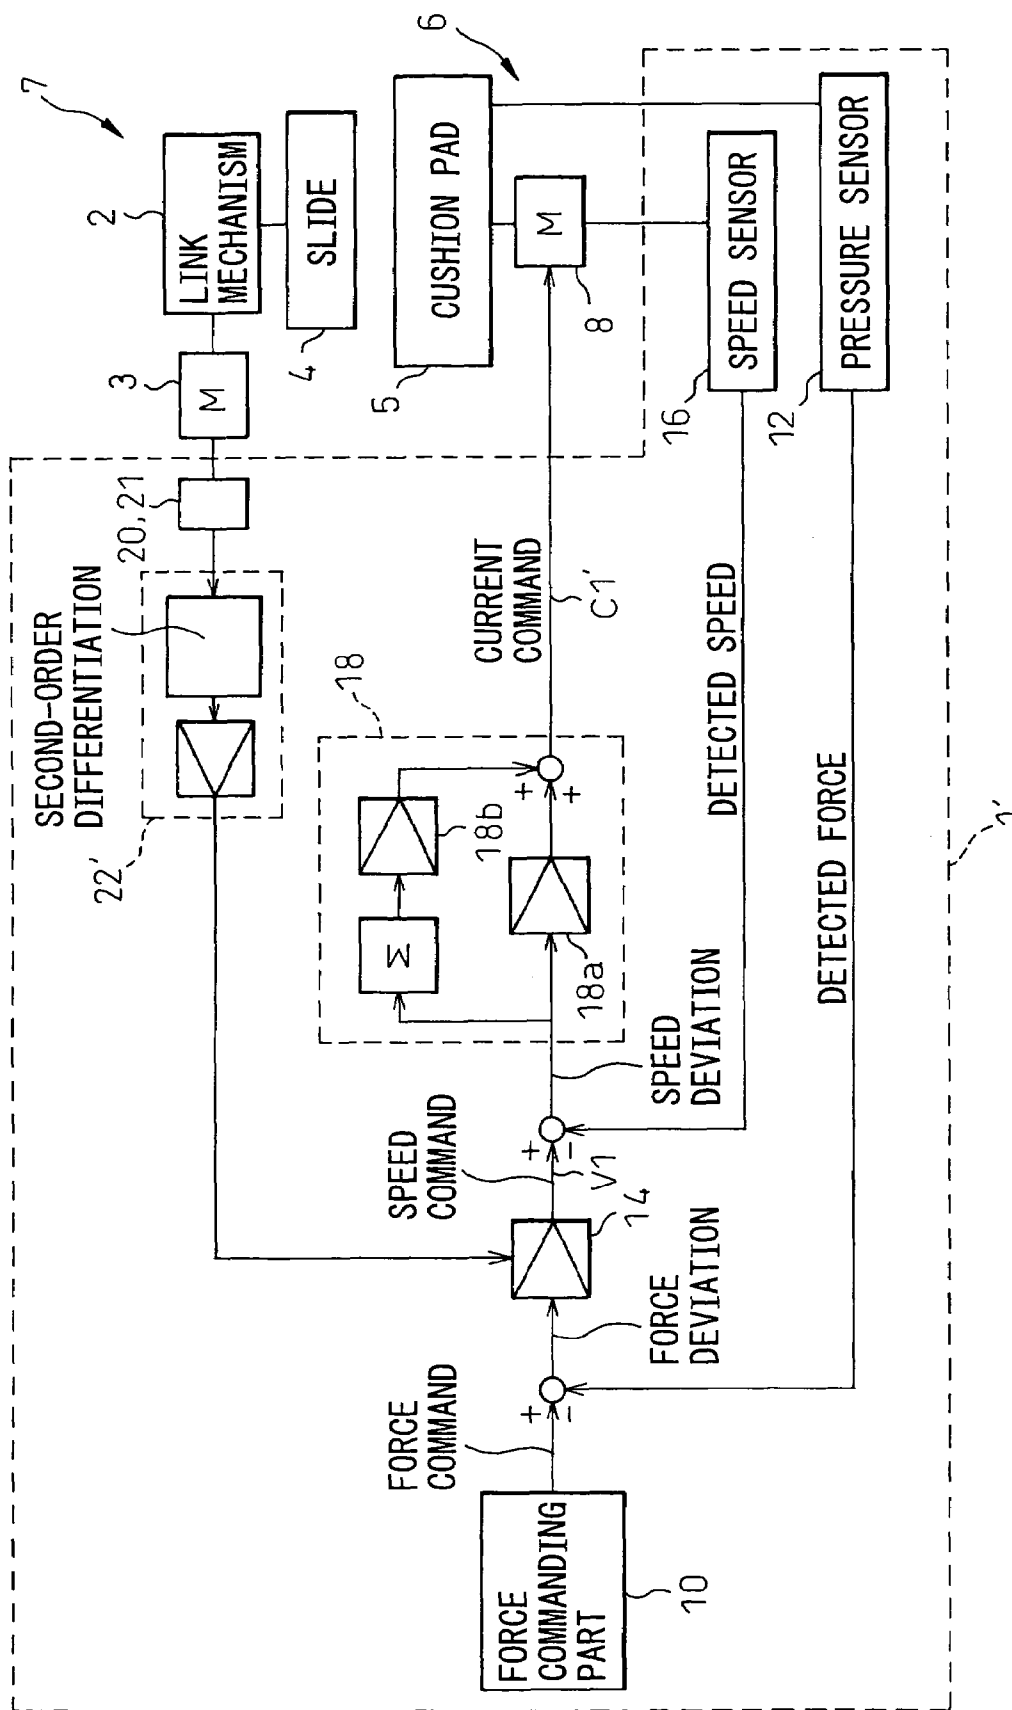 7
2
LINK
MECHANISM
3
M
4
SLIDE
20, 21
SECOND-ORDER
DIFFERENTIATION
22'
6
5
CUSHION PAD
M
8
CURRENT
COMMAND
C1'
18
18b
Σ
18a
+
+
SPEED
DEVIATION
SPEED
COMMAND
+
-
V1
14
FORCE
DEVIATION
FORCE
COMMAND
+
-
FORCE
COMMANDING
PART
10
16
SPEED SENSOR
DETECTED SPEED
12
PRESSURE SENSOR
DETECTED FORCE
1'